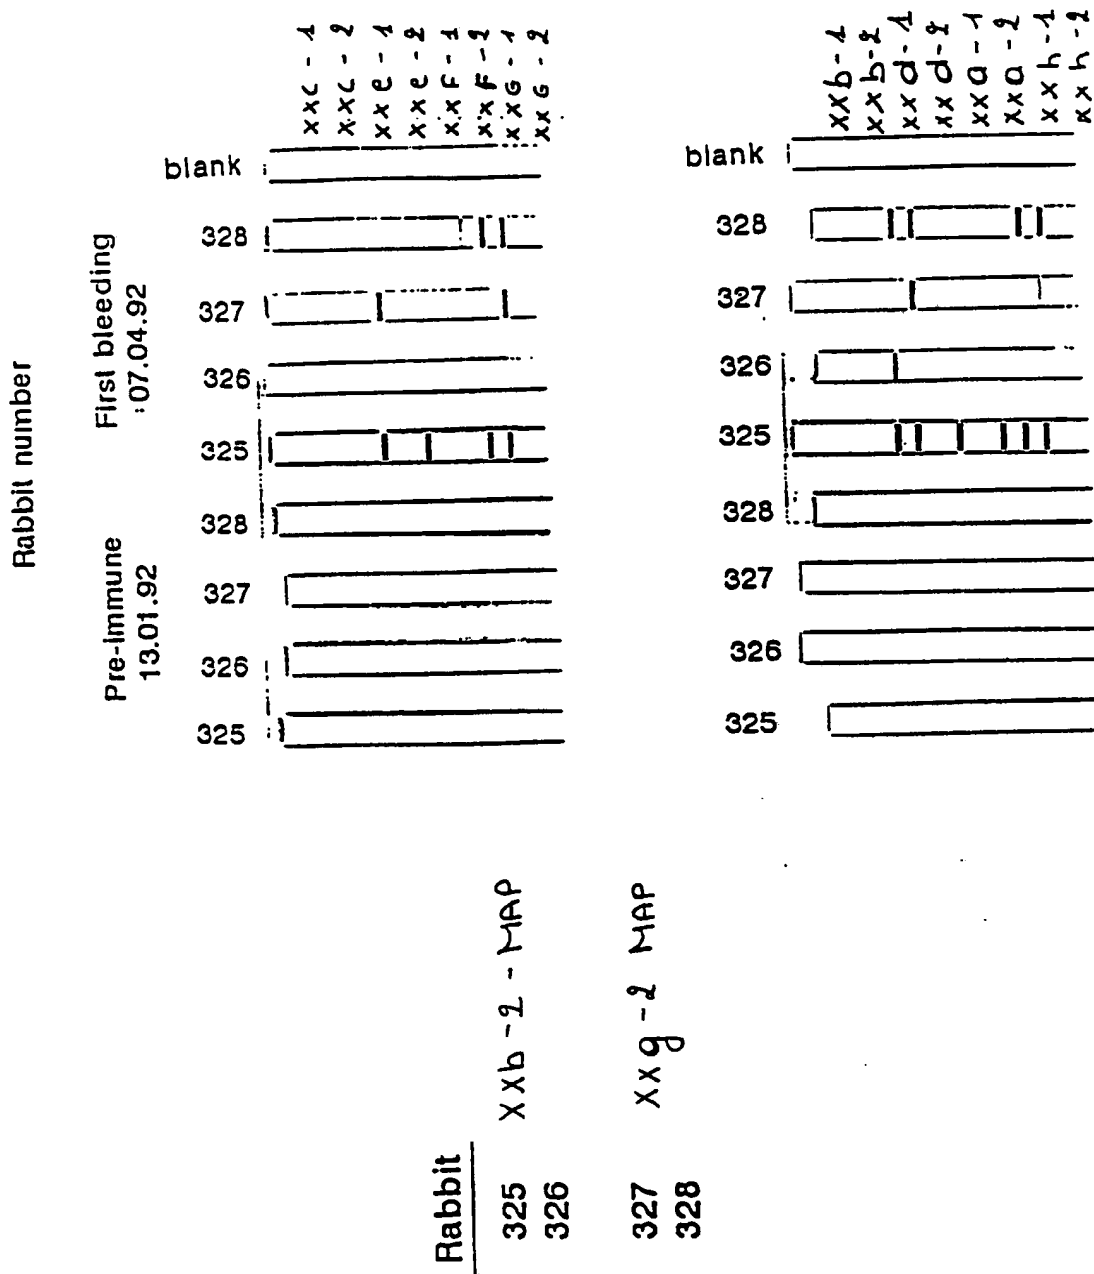 Rabbit number
Pre-Immune
13.01.92
First bleeding
07.04.92
xxc-1
xxc-2
xxe-1
xxe-2
xxF-1
xxF-2
xxG-1
xxG-2
blank
328
327
326
325
328
327
326
325
xxb-1
xxb-2
xxd-1
xxd-2
xxa-1
xxa-2
xxh-1
xxh-2
blank
328
327
326
325
328
327
326
325
Rabbit
325 xxb-2-MAP
326
327 xxg-2 MAP
328